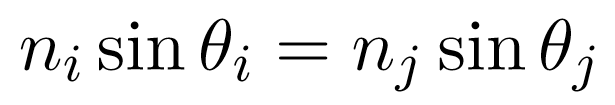 n_i sin θ_i = n_j sin θ_j